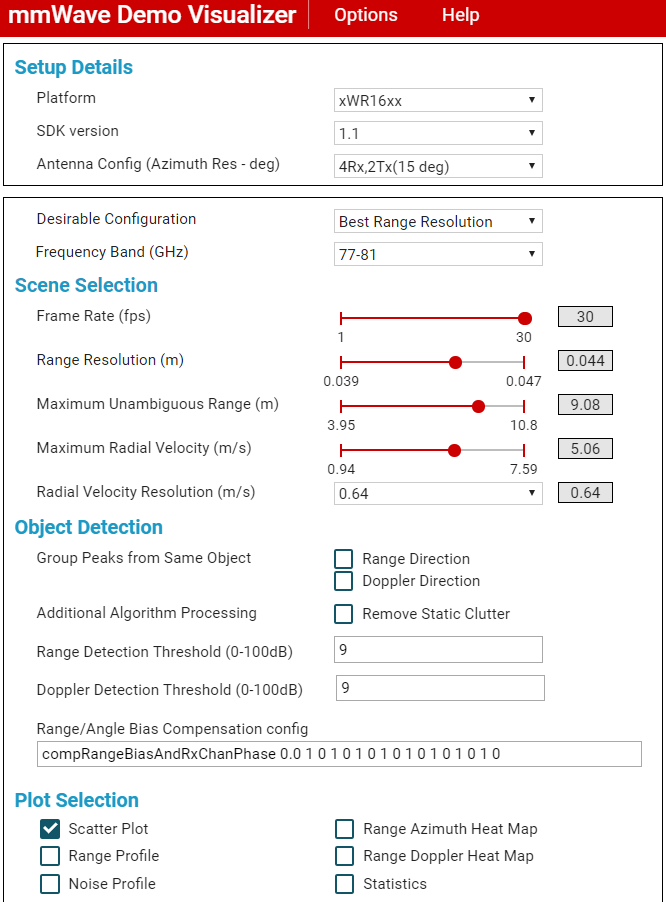 mmWave Demo Visualizer Options Help
Setup Details
Platform xWR16xx
SDK version 1.1
Antenna Config (Azimuth Res - deg) 4Rx,2Tx(15 deg)
Desirable Configuration Best Range Resolution
Frequency Band (GHz) 77-81
Scene Selection
Frame Rate (fps) 30
1 30
Range Resolution (m) 0.044
0.039 0.047
Maximum Unambiguous Range (m) 9.08
3.95 10.8
Maximum Radial Velocity (m/s) 5.06
0.94 7.59
Radial Velocity Resolution (m/s) 0.64 0.64
Object Detection
Group Peaks from Same Object Range Direction
Doppler Direction
Additional Algorithm Processing Remove Static Clutter
Range Detection Threshold (0-100dB) 9
Doppler Detection Threshold (0-100dB) 9
Range/Angle Bias Compensation config
compRangeBiasAndRxChanPhase 0.0 1 0 1 0 1 0 1 0 1 0 1 0 1 0 1 0
Plot Selection
Scatter Plot Range Azimuth Heat Map
Range Profile Range Doppler Heat Map
Noise Profile Statistics